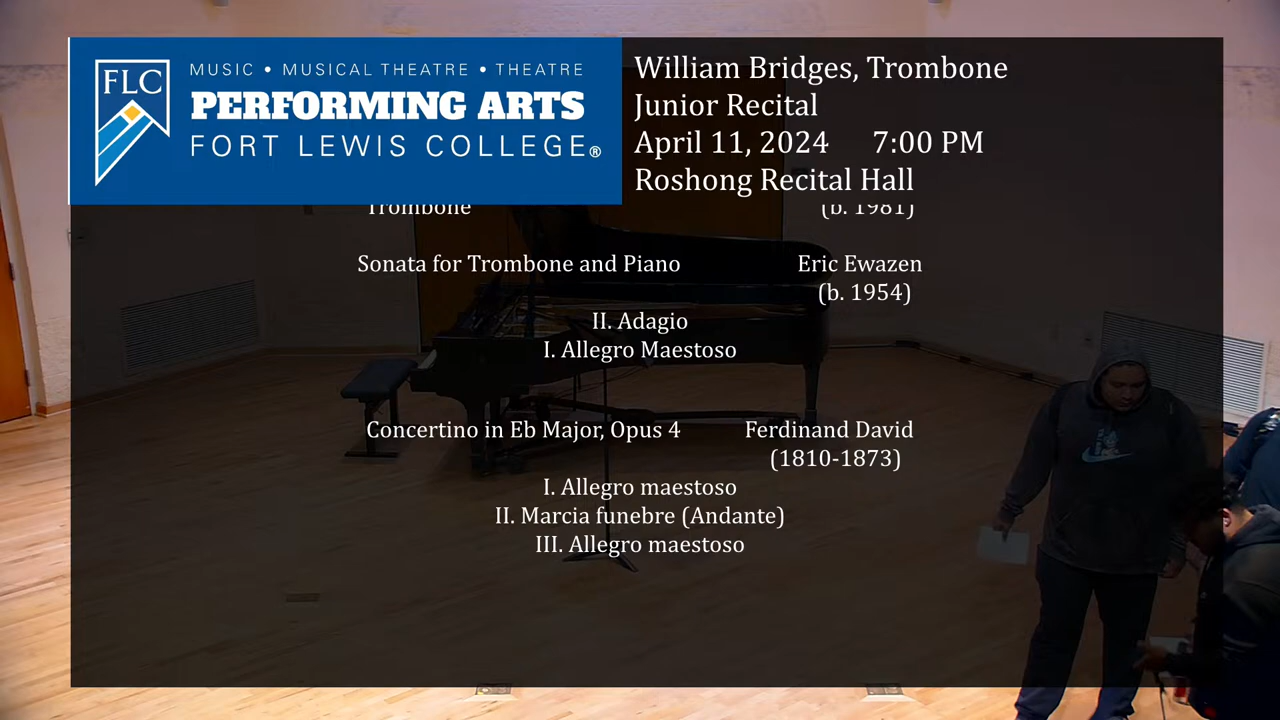 FLC
MUSIC • MUSICAL THEATRE • THEATRE
PERFORMING ARTS
FORT LEWIS COLLEGE®
William Bridges, Trombone
Junior Recital
April 11, 2024 7:00 PM
Roshong Recital Hall
Trombone (b. 1981)
Sonata for Trombone and Piano Eric Ewazen
(b. 1954)
II. Adagio
I. Allegro Maestoso
Concertino in Eb Major, Opus 4 Ferdinand David
(1810-1873)
I. Allegro maestoso
II. Marcia funebre (Andante)
III. Allegro maestoso